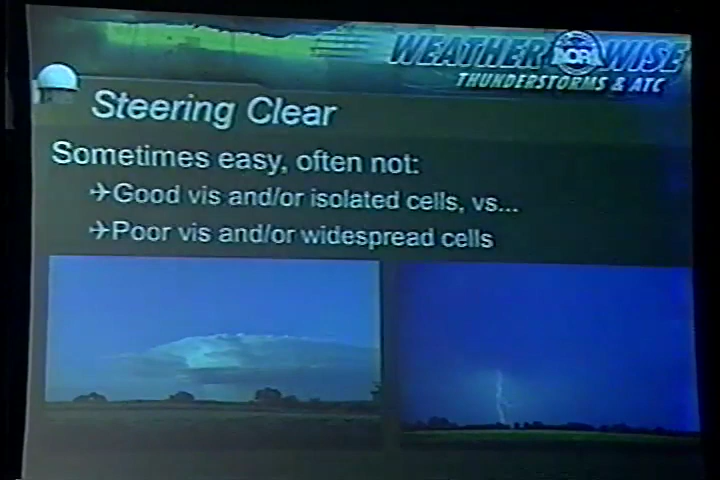 WEATHER WISE
THUNDERSTORMS & ATC
Steering Clear
Sometimes easy, often not:
Good vis and/or isolated cells, vs...
Poor vis and/or widespread cells